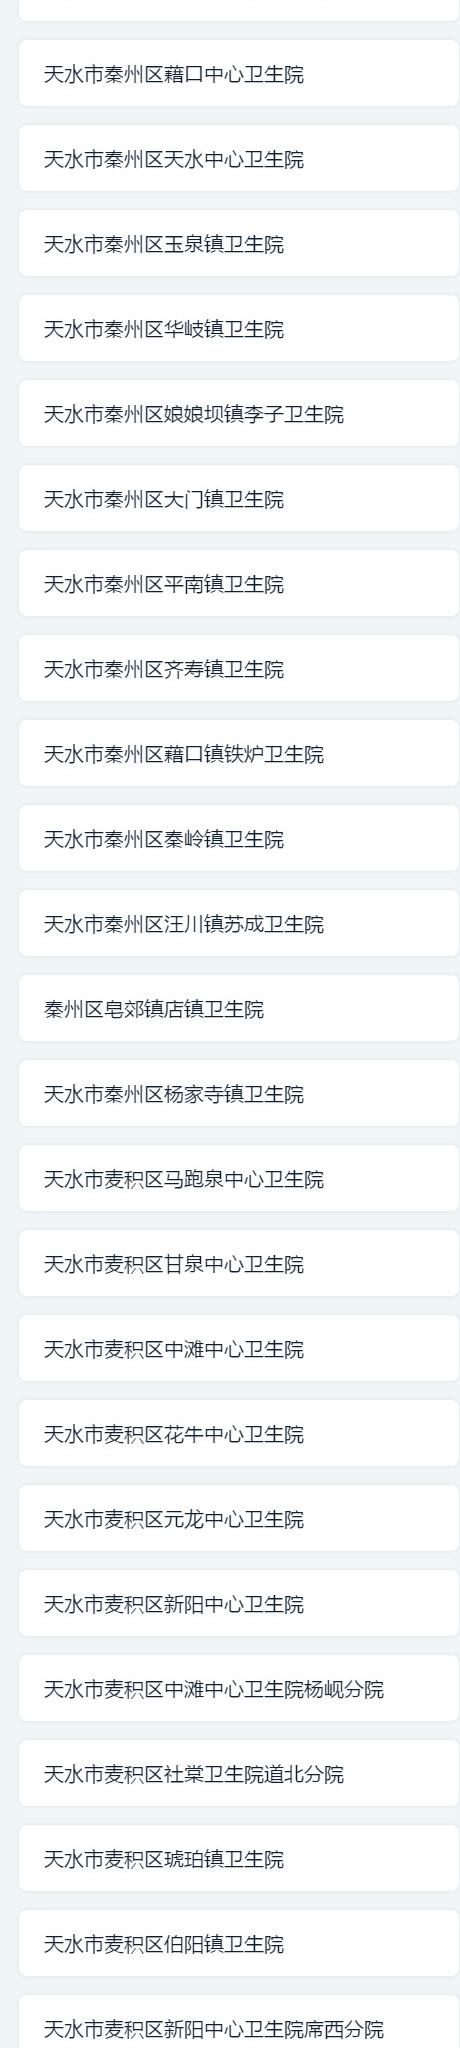 天水市秦州区藉口中心卫生院
天水市秦州区天水中心卫生院
天水市秦州区玉泉镇卫生院
天水市秦州区华岐镇卫生院
天水市秦州区娘娘坝镇李子卫生院
天水市秦州区大门镇卫生院
天水市秦州区平南镇卫生院
天水市秦州区齐寿镇卫生院
天水市秦州区藉口镇铁炉卫生院
天水市秦州区秦岭镇卫生院
天水市秦州区汪川镇苏成卫生院
秦州区皂郊镇店镇卫生院
天水市秦州区杨家寺镇卫生院
天水市麦积区马跑泉中心卫生院
天水市麦积区甘泉中心卫生院
天水市麦积区中滩中心卫生院
天水市麦积区花牛中心卫生院
天水市麦积区元龙中心卫生院
天水市麦积区新阳中心卫生院
天水市麦积区中滩中心卫生院杨岘分院
天水市麦积区社棠卫生院道北分院
天水市麦积区琥珀镇卫生院
天水市麦积区伯阳镇卫生院
天水市麦积区新阳中心卫生院席西分院